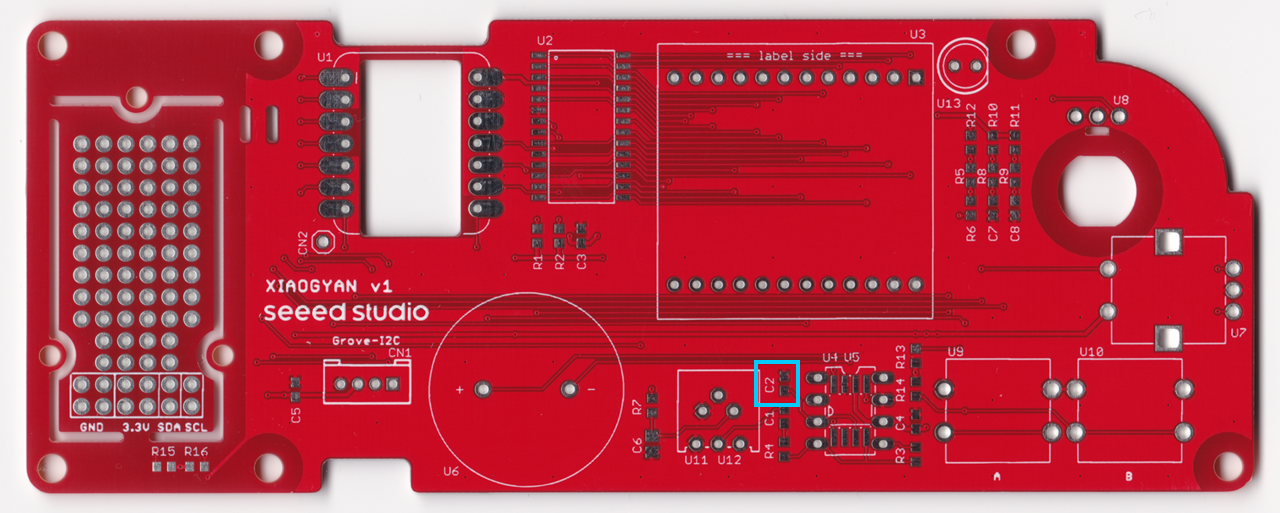 U1
U2
U3
=== label side ===
U13
R12
R10
R11
U8
R5
R8
R9
R6
C7
C8
CN2
R1
R2
C3
XIAOGYAN v1
seeed studio
Grove-I2C
CN1
U7
U4 U5
R13
U9
U10
+
-
C2
R14
R7
C1
C4
C5
GND 3.3V SDA SCL
R15 R16
C6
R4
R3
U11 U12
U6
A
B